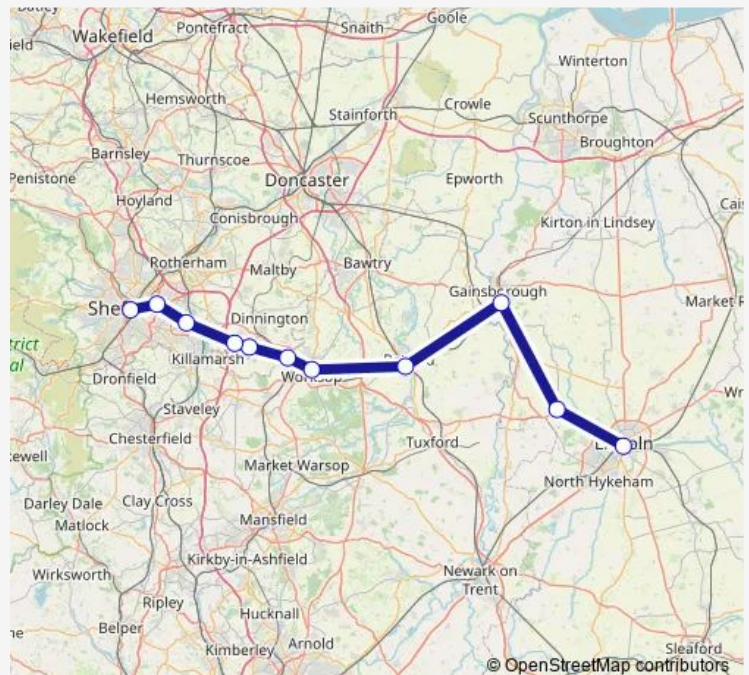 Wakefield
Pontefract
Snaith
Goole
Winterton
Hemsworth
Stainforth
Crowle
Scunthorpe
Broughton
Barnsley
Thurnscoe
Doncaster
Penistone
Epworth
Hoyland
Conisbrough
Kirton in Lindsey
Rotherham
Maltby
Bawtry
Gainsborough
Market R
Dinnington
Killamarsh
Dronfield
Staveley
Chesterfield
Tuxford
North Hykeham
Market Warsop
Darley Dale
Clay Cross
Matlock
Mansfield
Kirkby-in-Ashfield
Wirksworth
Newark on
Trent
Ripley
Hucknall
Belper
Kimberley
Arnold
Sleaford
© OpenStreetMap contributors